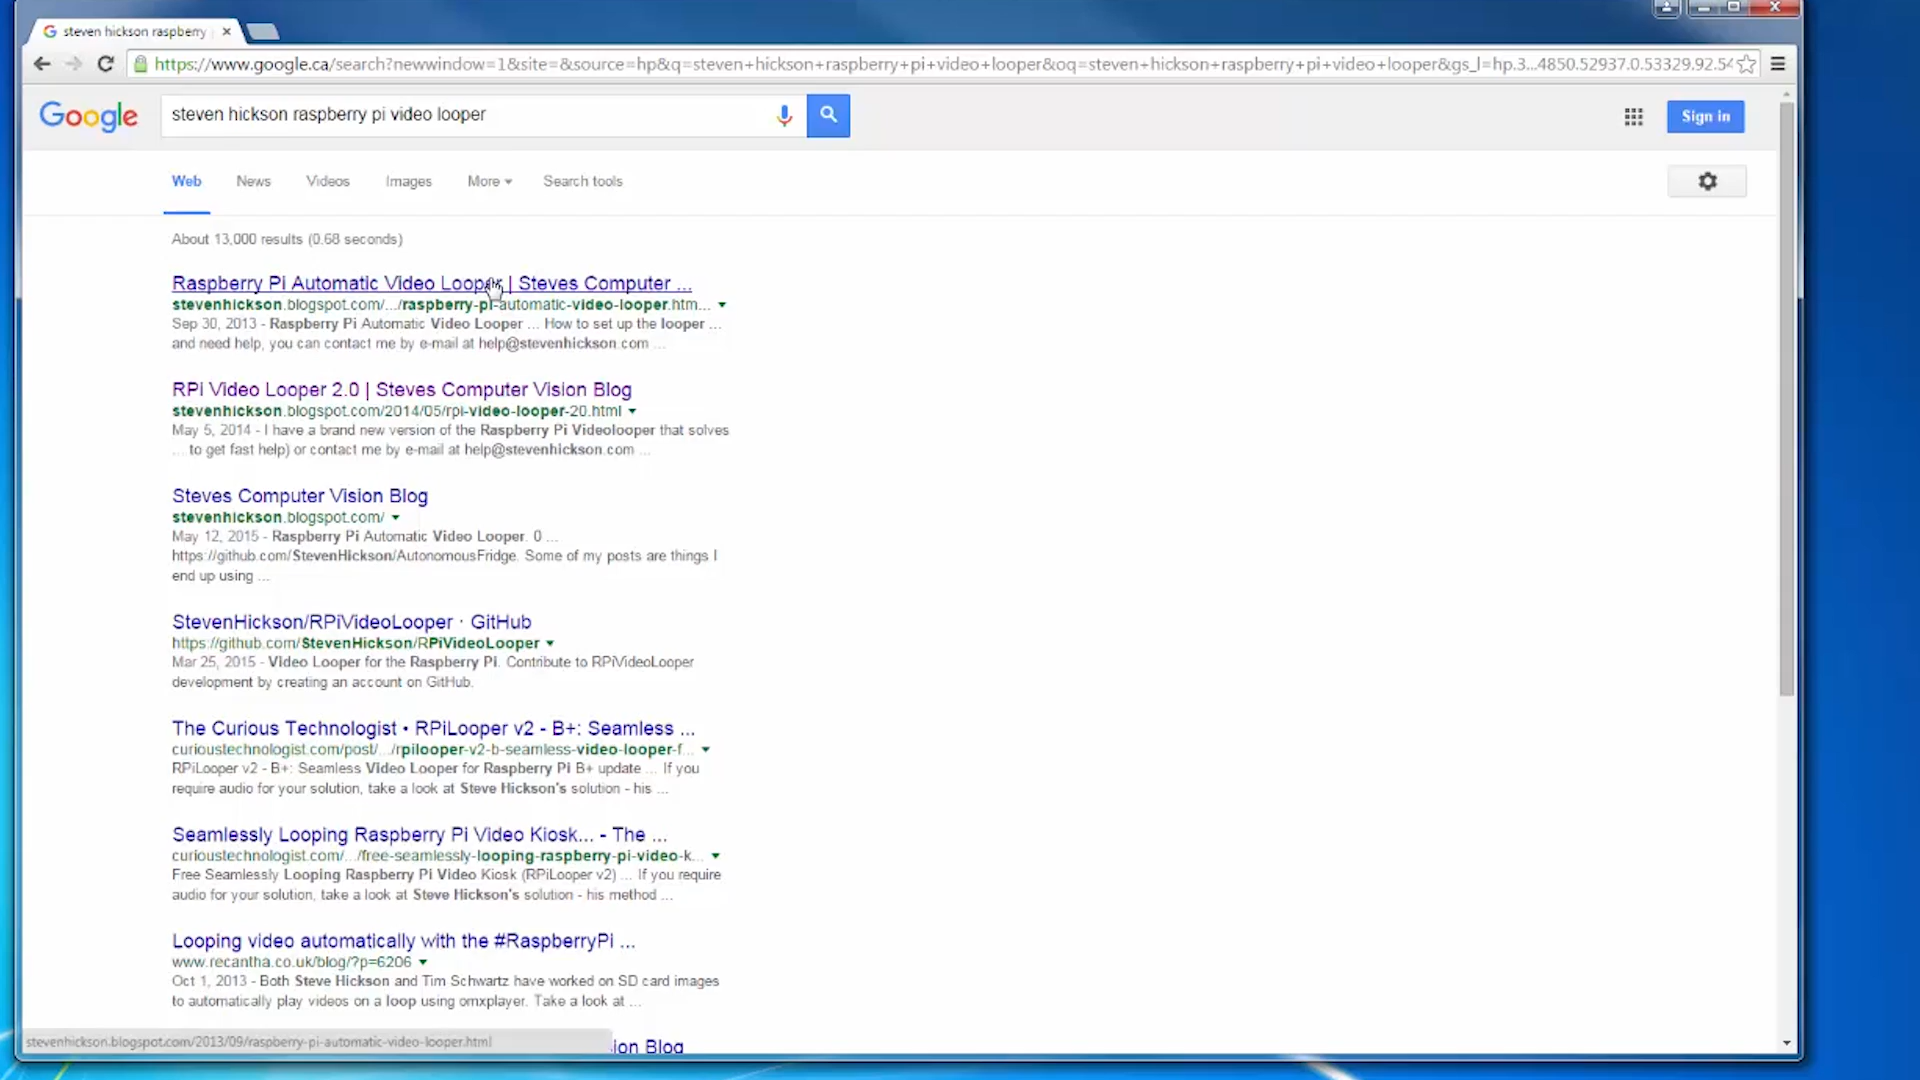 steven hickson raspberry
https://www.google.ca/search?newwindow=1&site=&source=hp&q=steven+hickson+raspberry+pi+video+looper&oq=steven+hickson+raspberry+pi+video+looper&gs_l=hp.3...4850.52937.0.53329.92.54
Google
steven hickson raspberry pi video looper
Sign in
Web News Videos Images More Search tools
About 13,000 results (0.68 seconds)
Raspberry Pi Automatic Video Looper | Steves Computer ...
stevenhickson.blogspot.com/.../raspberry-pi-automatic-video-looper.htm...
Sep 30, 2013 - Raspberry Pi Automatic Video Looper ... How to set up the looper ...
and need help, you can contact me by e-mail at help@stevenhickson.com ...
RPi Video Looper 2.0 | Steves Computer Vision Blog
stevenhickson.blogspot.com/2014/05/rpi-video-looper-20.html
May 5, 2014 - I have a brand new version of the Raspberry Pi Videolooper that solves
.... to get fast help) or contact me by e-mail at help@stevenhickson.com ...
Steves Computer Vision Blog
stevenhickson.blogspot.com/
May 12, 2015 - Raspberry Pi Automatic Video Looper. 0 ...
https://github.com/StevenHickson/AutonomousFridge. Some of my posts are things I
end up using ...
StevenHickson/RPiVideoLooper · GitHub
https://github.com/StevenHickson/RPiVideoLooper
Mar 25, 2015 - Video Looper for the Raspberry Pi. Contribute to RPiVideoLooper
development by creating an account on GitHub.
The Curious Technologist • RPiLooper v2 - B+: Seamless ...
curioustechnologist.com/post/.../rpilooper-v2-b-seamless-video-looper-f...
RPiLooper v2 - B+: Seamless Video Looper for Raspberry Pi B+ update ... If you
require audio for your solution, take a look at Steve Hickson's solution - his ...
Seamlessly Looping Raspberry Pi Video Kiosk... - The ...
curioustechnologist.com/.../free-seamlessly-looping-raspberry-pi-video-k...
Free Seamlessly Looping Raspberry Pi Video Kiosk (RPiLooper v2) ... If you require
audio for your solution, take a look at Steve Hickson's solution - his method ...
Looping video automatically with the #RaspberryPi ...
www.recantha.co.uk/blog/?p=6206
Oct 1, 2013 - Both Steve Hickson and Tim Schwartz have worked on SD card images
to automatically play videos on a loop using omxplayer. Take a look at ...
stevenhickson.blogspot.com/2013/09/raspberry-pi-automatic-video-looper.html
ion Blog